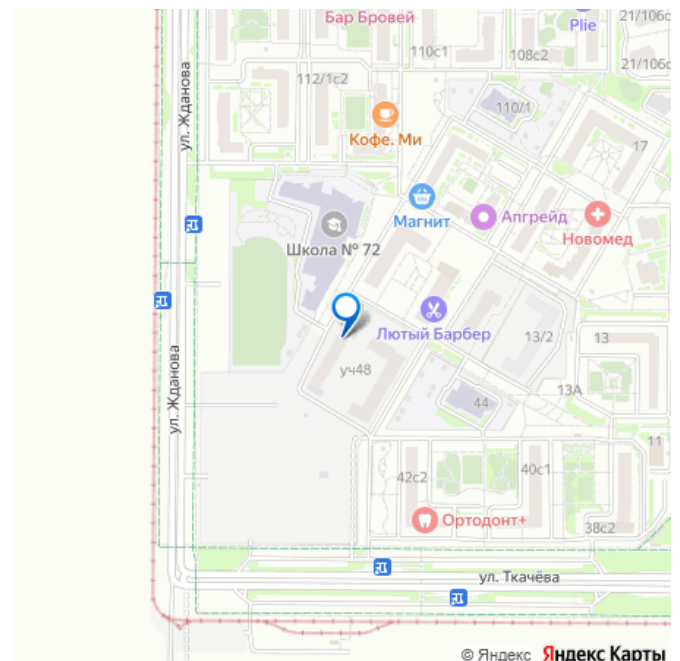 Бар Бровей
Plie
21/106с
110с1
108с2
21/106с
112/1с2
110/1
ул. Жданова
Кофе. Ми
17
Магнит
Апгрейд
Новомед
Школа № 72
Лютый Барбер
13/2
13
уч48
ул. Жданова
13А
44
11
42с2
40с1
Ортодонт+
38с2
ул. Ткачёва
© Яндекс Яндекс Карты